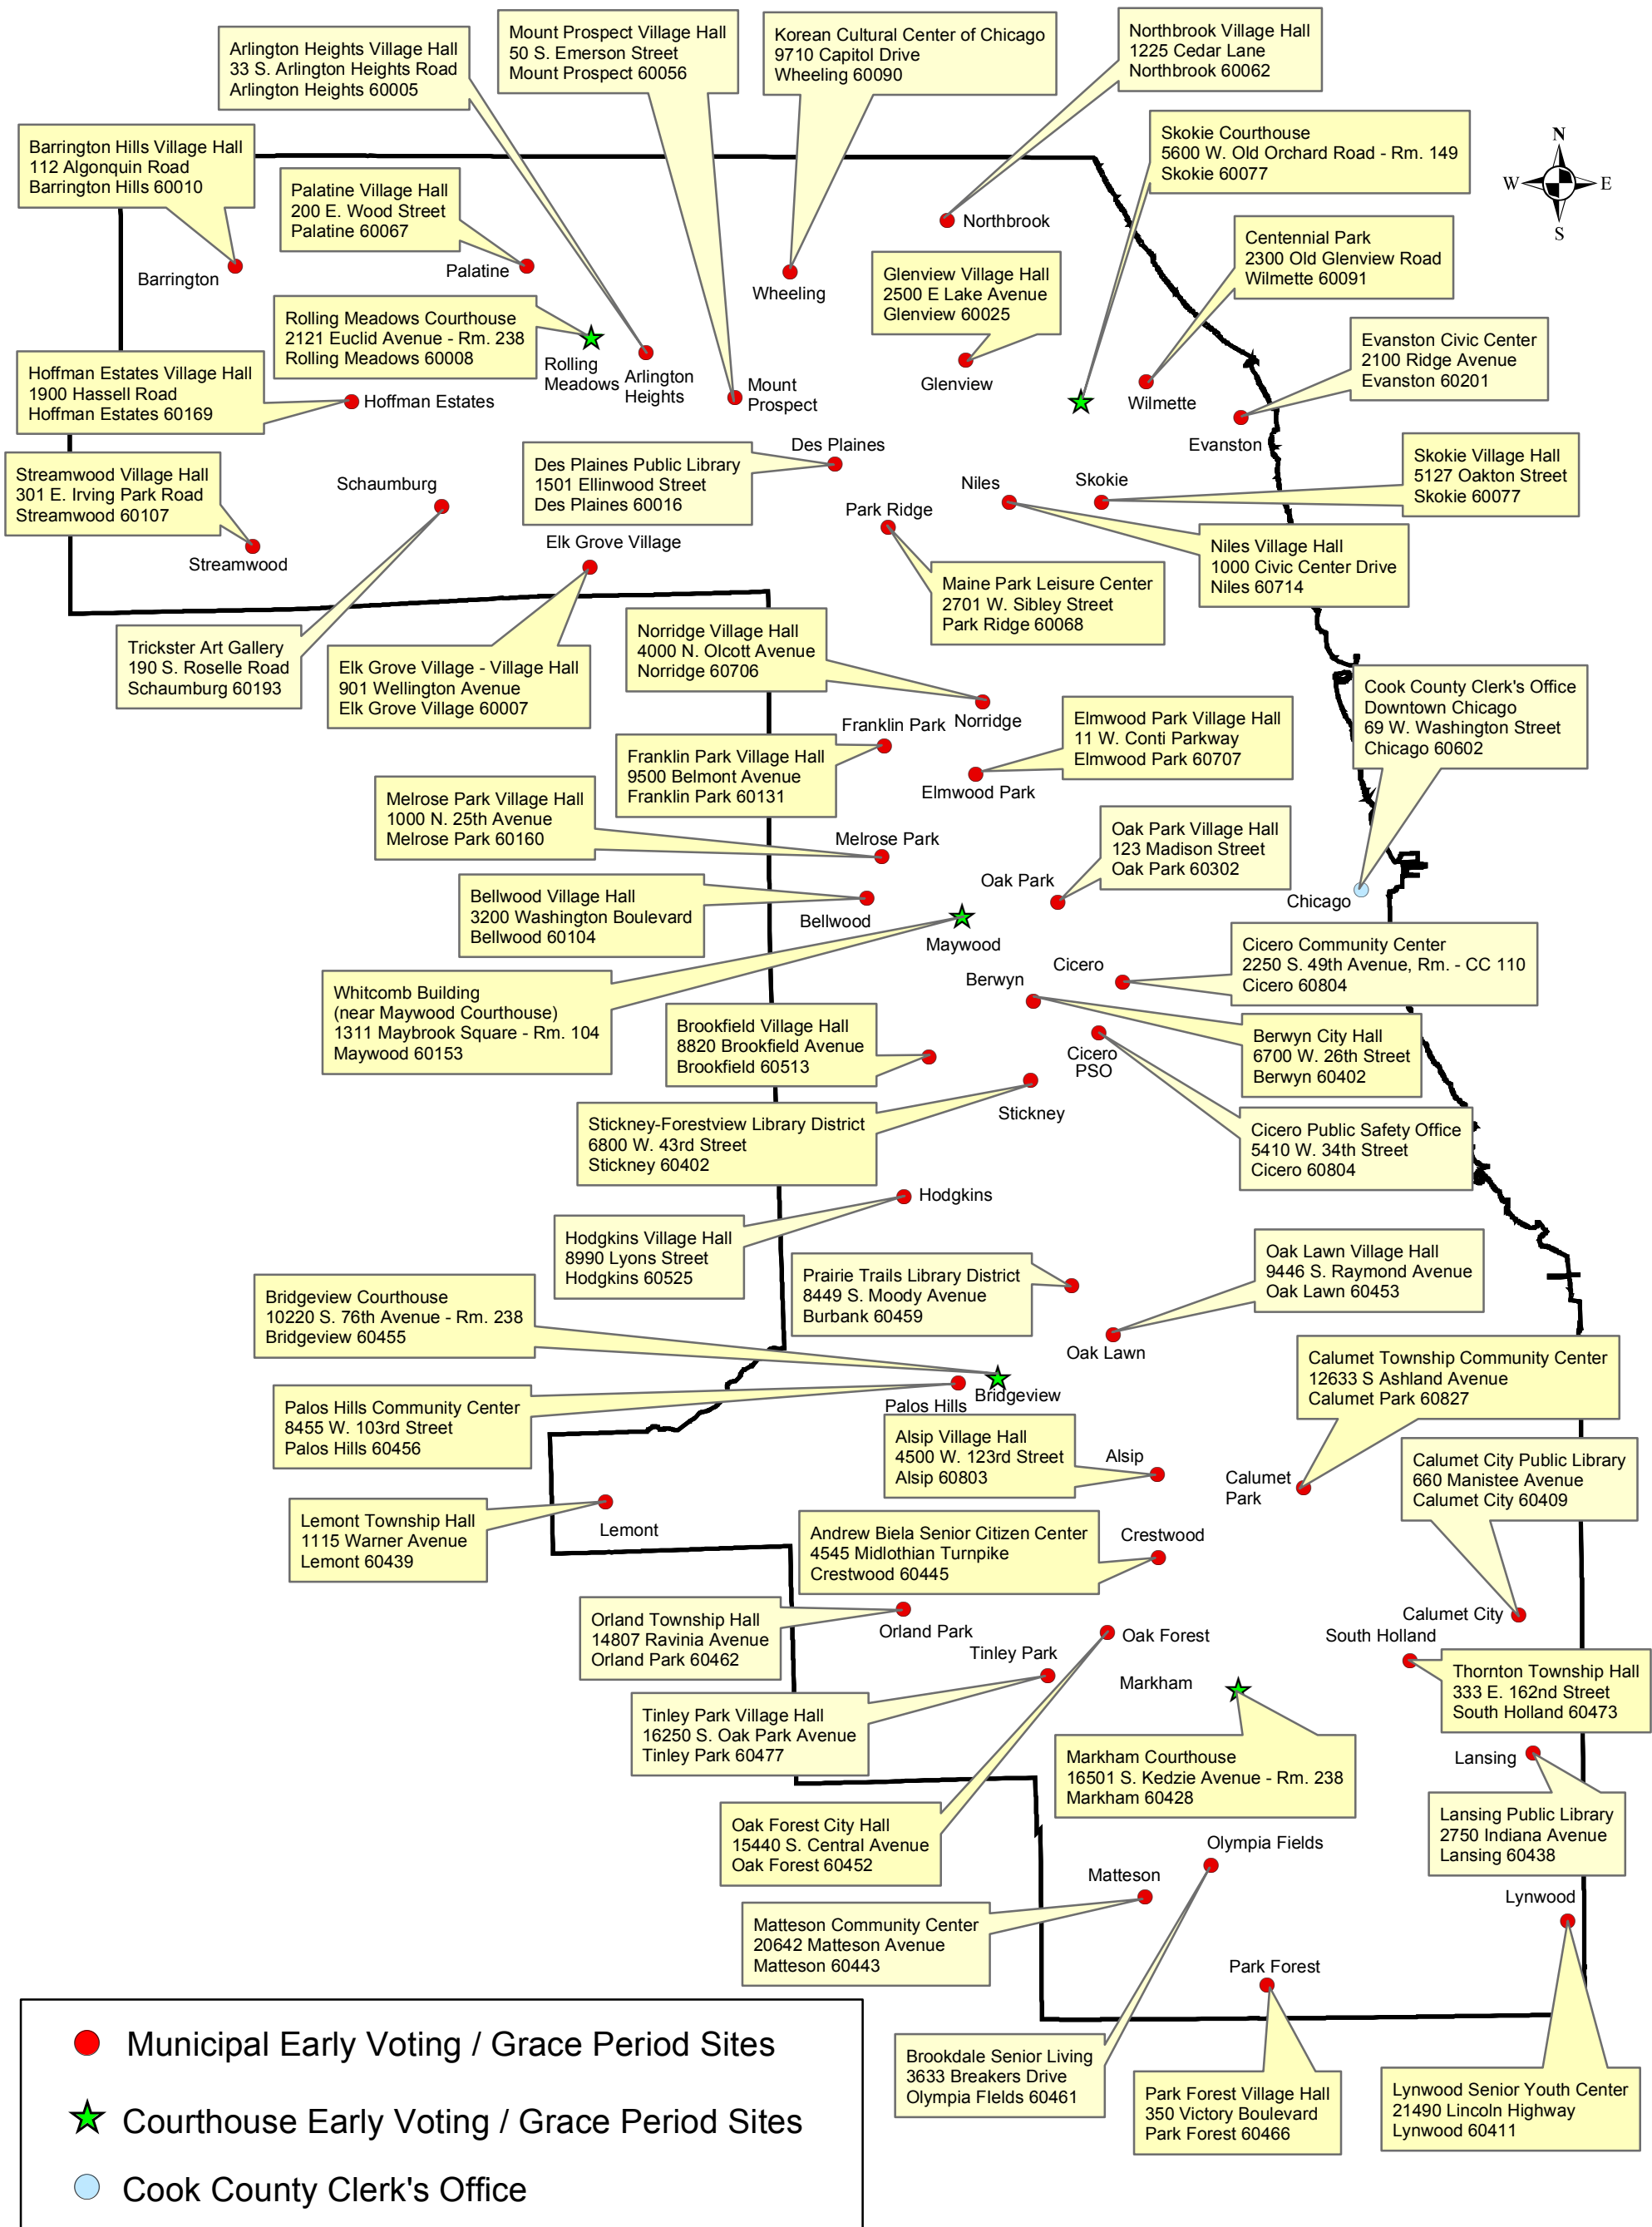 Arlington Heights Village Hall
33 S. Arlington Heights Road
Arlington Heights 60005
Mount Prospect Village Hall
50 S. Emerson Street
Mount Prospect 60056
Korean Cultural Center of Chicago
9710 Capitol Drive
Wheeling 60090
Northbrook Village Hall
1225 Cedar Lane
Northbrook 60062
Barrington Hills Village Hall
112 Algonquin Road
Barrington Hills 60010
Palatine Village Hall
200 E. Wood Street
Palatine 60067
Skokie Courthouse
5600 W. Old Orchard Road - Rm. 149
Skokie 60077
N
W
E
S
Northbrook
Centennial Park
2300 Old Glenview Road
Wilmette 60091
Barrington
Palatine
Wheeling
Glenview Village Hall
2500 E Lake Avenue
Glenview 60025
Rolling Meadows Courthouse
2121 Euclid Avenue - Rm. 238
Rolling Meadows 60008
Rolling
Meadows
Arlington
Heights
Mount
Prospect
Glenview
Wilmette
Evanston Civic Center
2100 Ridge Avenue
Evanston 60201
Evanston
Hoffman Estates Village Hall
1900 Hassell Road
Hoffman Estates 60169
Hoffman Estates
Des Plaines
Des Plaines Public Library
1501 Ellinwood Street
Des Plaines 60016
Streamwood Village Hall
301 E. Irving Park Road
Streamwood 60107
Streamwood
Schaumburg
Niles
Skokie
Skokie Village Hall
5127 Oakton Street
Skokie 60077
Park Ridge
Elk Grove Village
Niles Village Hall
1000 Civic Center Drive
Niles 60714
Maine Park Leisure Center
2701 W. Sibley Street
Park Ridge 60068
Trickster Art Gallery
190 S. Roselle Road
Schaumburg 60193
Elk Grove Village - Village Hall
901 Wellington Avenue
Elk Grove Village 60007
Norridge Village Hall
4000 N. Olcott Avenue
Norridge 60706
Norridge
Cook County Clerk's Office
Downtown Chicago
69 W. Washington Street
Chicago 60602
Franklin Park
Franklin Park Village Hall
9500 Belmont Avenue
Franklin Park 60131
Elmwood Park Village Hall
11 W. Conti Parkway
Elmwood Park 60707
Elmwood Park
Melrose Park Village Hall
1000 N. 25th Avenue
Melrose Park 60160
Melrose Park
Oak Park Village Hall
123 Madison Street
Oak Park 60302
Oak Park
Chicago
Bellwood Village Hall
3200 Washington Boulevard
Bellwood 60104
Bellwood
Maywood
Cicero Community Center
2250 S. 49th Avenue, Rm. - CC 110
Cicero 60804
Cicero
Berwyn
Whitcomb Building
(near Maywood Courthouse)
1311 Maybrook Square - Rm. 104
Maywood 60153
Brookfield Village Hall
8820 Brookfield Avenue
Brookfield 60513
Berwyn City Hall
6700 W. 26th Street
Berwyn 60402
Cicero
PSO
Stickney
Stickney-Forestview Library District
6800 W. 43rd Street
Stickney 60402
Cicero Public Safety Office
5410 W. 34th Street
Cicero 60804
Hodgkins
Hodgkins Village Hall
8990 Lyons Street
Hodgkins 60525
Prairie Trails Library District
8449 S. Moody Avenue
Burbank 60459
Oak Lawn Village Hall
9446 S. Raymond Avenue
Oak Lawn 60453
Oak Lawn
Bridgeview Courthouse
10220 S. 76th Avenue - Rm. 238
Bridgeview 60455
Bridgeview
Palos Hills
Palos Hills Community Center
8455 W. 103rd Street
Palos Hills 60456
Calumet Township Community Center
12633 S Ashland Avenue
Calumet Park 60827
Alsip Village Hall
4500 W. 123rd Street
Alsip 60803
Alsip
Calumet
Park
Calumet City Public Library
660 Manistee Avenue
Calumet City 60409
Lemont Township Hall
1115 Warner Avenue
Lemont 60439
Lemont
Andrew Biela Senior Citizen Center
4545 Midlothian Turnpike
Crestwood 60445
Crestwood
Calumet City
Orland Township Hall
14807 Ravinia Avenue
Orland Park 60462
Orland Park
Oak Forest
South Holland
Tinley Park
Thornton Township Hall
333 E. 162nd Street
South Holland 60473
Markham
Tinley Park Village Hall
16250 S. Oak Park Avenue
Tinley Park 60477
Markham Courthouse
16501 S. Kedzie Avenue - Rm. 238
Markham 60428
Lansing
Lansing Public Library
2750 Indiana Avenue
Lansing 60438
Oak Forest City Hall
15440 S. Central Avenue
Oak Forest 60452
Olympia Fields
Matteson
Lynwood
Matteson Community Center
20642 Matteson Avenue
Matteson 60443
Park Forest
Brookdale Senior Living
3633 Breakers Drive
Olympia FIelds 60461
Park Forest Village Hall
350 Victory Boulevard
Park Forest 60466
Lynwood Senior Youth Center
21490 Lincoln Highway
Lynwood 60411
Municipal Early Voting / Grace Period Sites
Courthouse Early Voting / Grace Period Sites
Cook County Clerk's Office